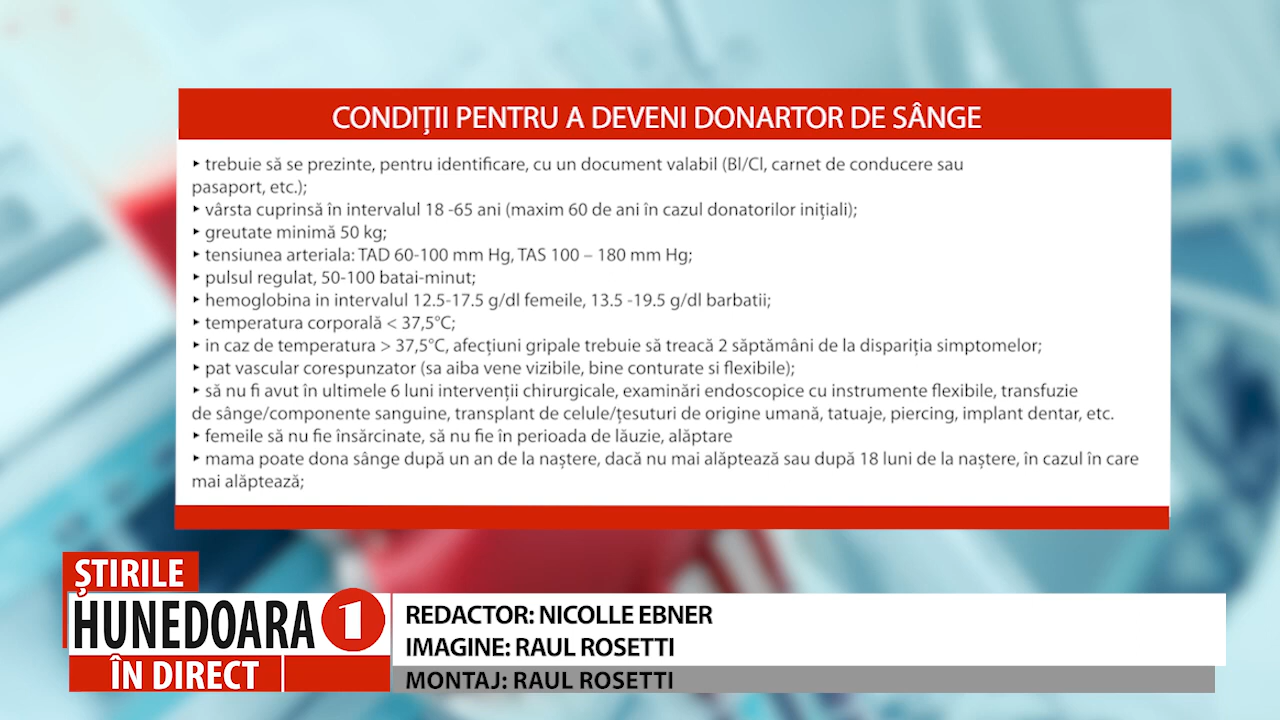 CONDIȚII PENTRU A DEVENI DONARTOR DE SÂNGE
‣ trebuie să se prezinte, pentru identificare, cu un document valabil (BI/CI, carnet de conducere sau
pasaport, etc.);
‣ vârsta cuprinsă în intervalul 18 -65 ani (maxim 60 de ani în cazul donatorilor inițiali);
‣ greutate minimă 50 kg;
‣ tensiunea arteriala: TAD 60-100 mm Hg, TAS 100 – 180 mm Hg;
‣ pulsul regulat, 50-100 batai-minut;
‣ hemoglobina in intervalul 12.5-17.5 g/dl femeile, 13.5 -19.5 g/dl barbatii;
‣ temperatura corporală < 37,5°C;
‣ in caz de temperatura > 37,5°C, afecțiuni gripale trebuie să treacă 2 săptămâni de la dispariția simptomelor;
‣ pat vascular corespunzator (sa aiba vene vizibile, bine conturate si flexibile);
‣ să nu fi avut în ultimele 6 luni intervenții chirurgicale, examinări endoscopice cu instrumente flexibile, transfuzie
de sânge/componente sanguine, transplant de celule/țesuturi de origine umană, tatuaje, piercing, implant dentar, etc.
‣ femeile să nu fie însărcinate, să nu fie în perioada de lăuzie, alăptare
‣ mama poate dona sânge după un an de la naștere, dacă nu mai alăptează sau după 18 luni de la naștere, în cazul în care
mai alăptează;
ȘTIRILE
HUNEDOARA 1
ÎN DIRECT
REDACTOR: NICOLLE EBNER
IMAGINE: RAUL ROSETTI
MONTAJ: RAUL ROSETTI